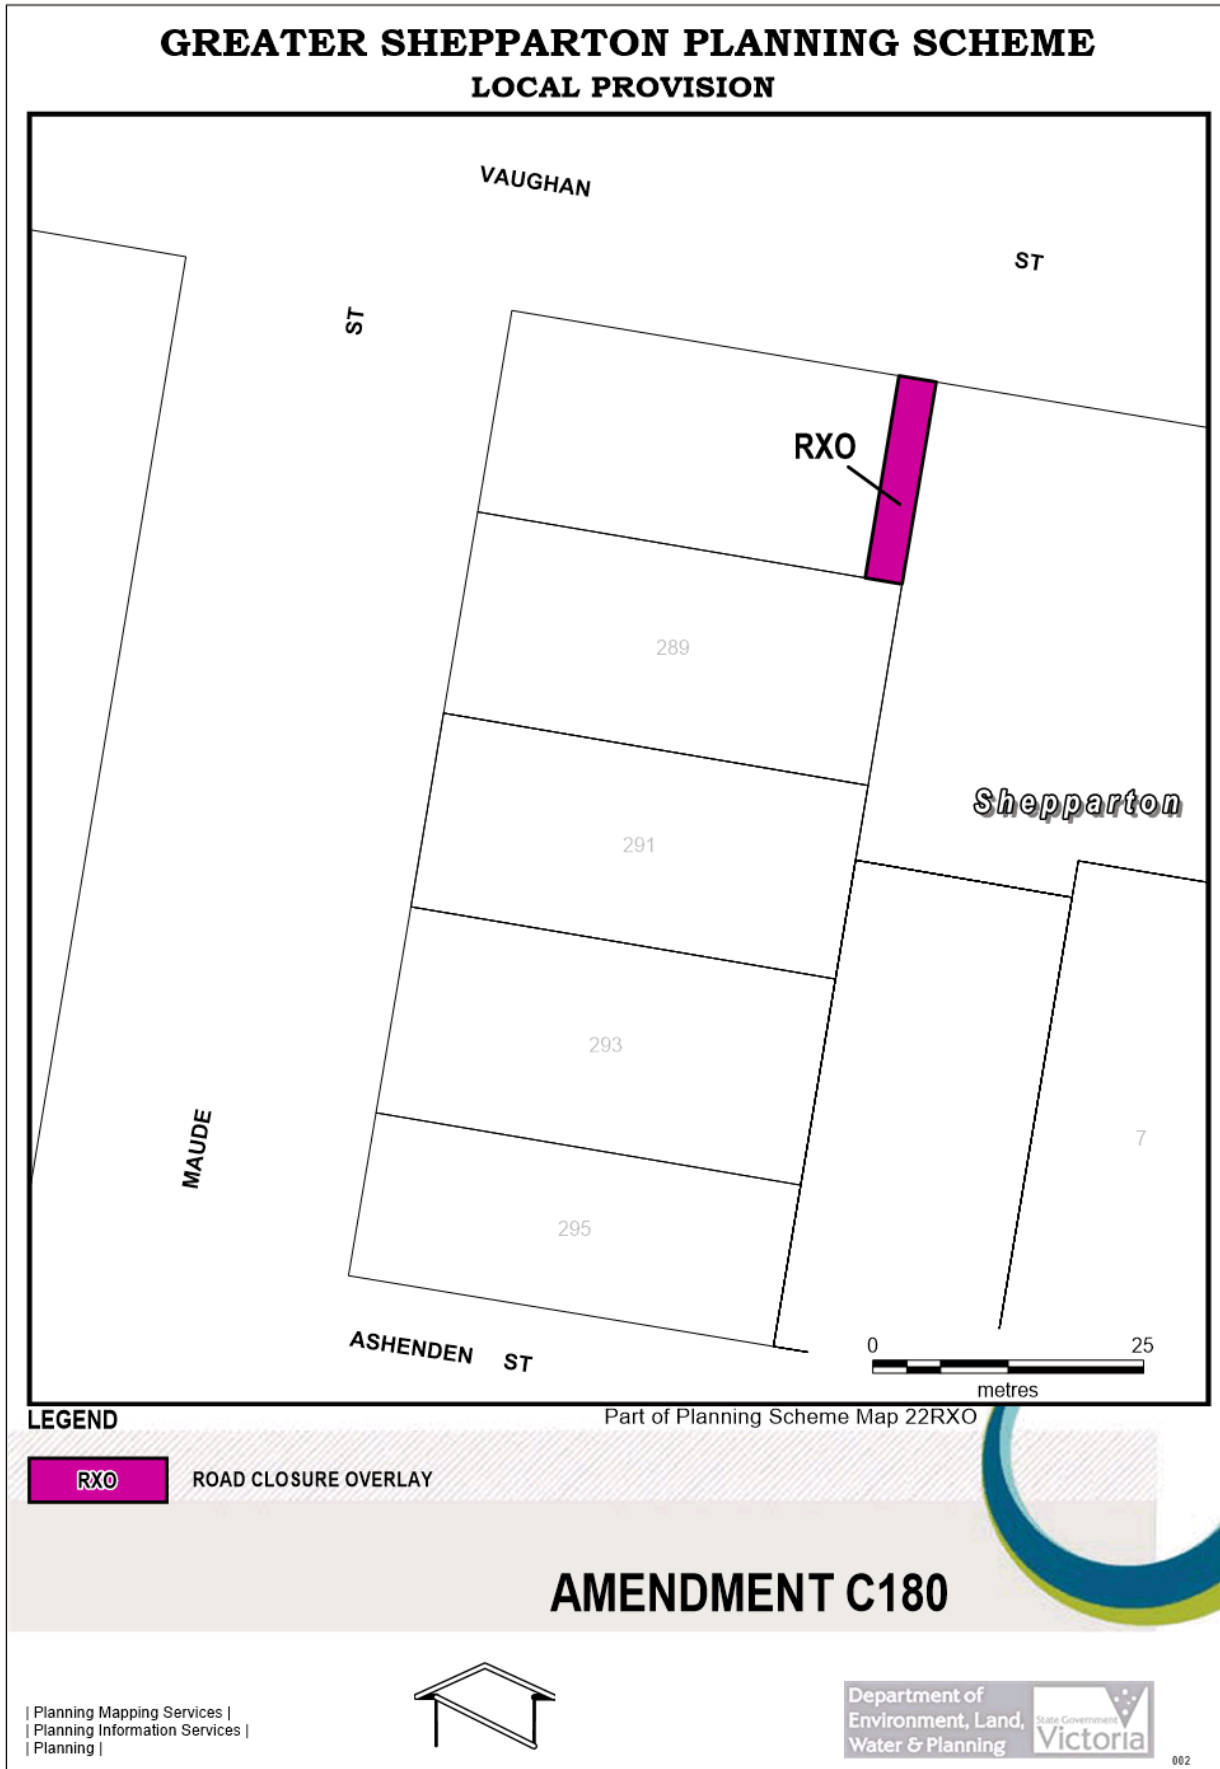 GREATER SHEPPARTON PLANNING SCHEME
LOCAL PROVISION
VAUGHAN
ST
ST
RXO
289
Shepparton
291
293
MAUDE
7
295
ASHENDEN ST
0 25
metres
LEGEND
Part of Planning Scheme Map 22RXO
RXO
ROAD CLOSURE OVERLAY
AMENDMENT C180
| Planning Mapping Services |
| Planning Information Services |
| Planning |
Department of
Environment, Land,
Water & Planning
State Government
Victoria
002